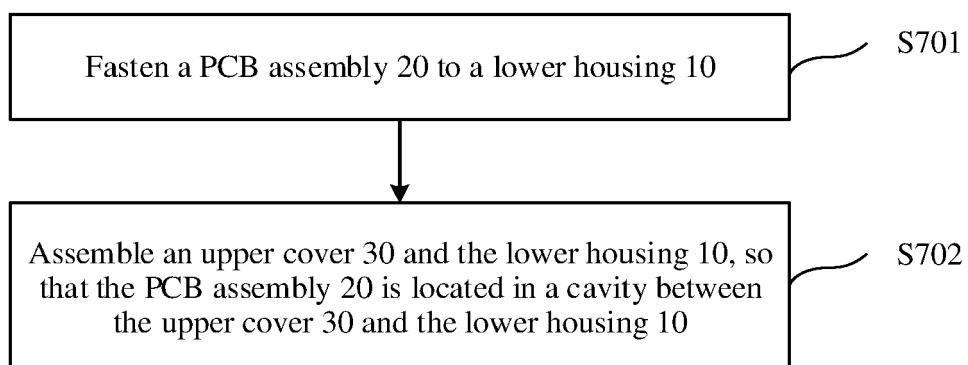 Fasten a PCB assembly 20 to a lower housing 10
S701
Assemble an upper cover 30 and the lower housing 10, so
that the PCB assembly 20 is located in a cavity between
the upper cover 30 and the lower housing 10
S702